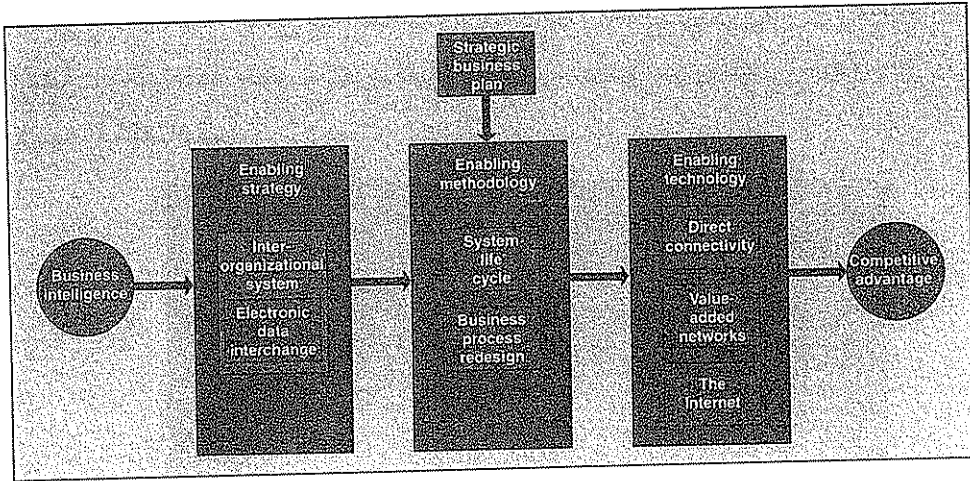 Strategic
business
plan
Business
intelligence
Enabling
strategy
Inter-
organizational
system
Electronic
data
interchange
Enabling
methodology
System
life
cycle
Business
process
redesign
Enabling
technology
Direct
connectivity
Value-
added
networks
The
Internet
Competitive
advantage